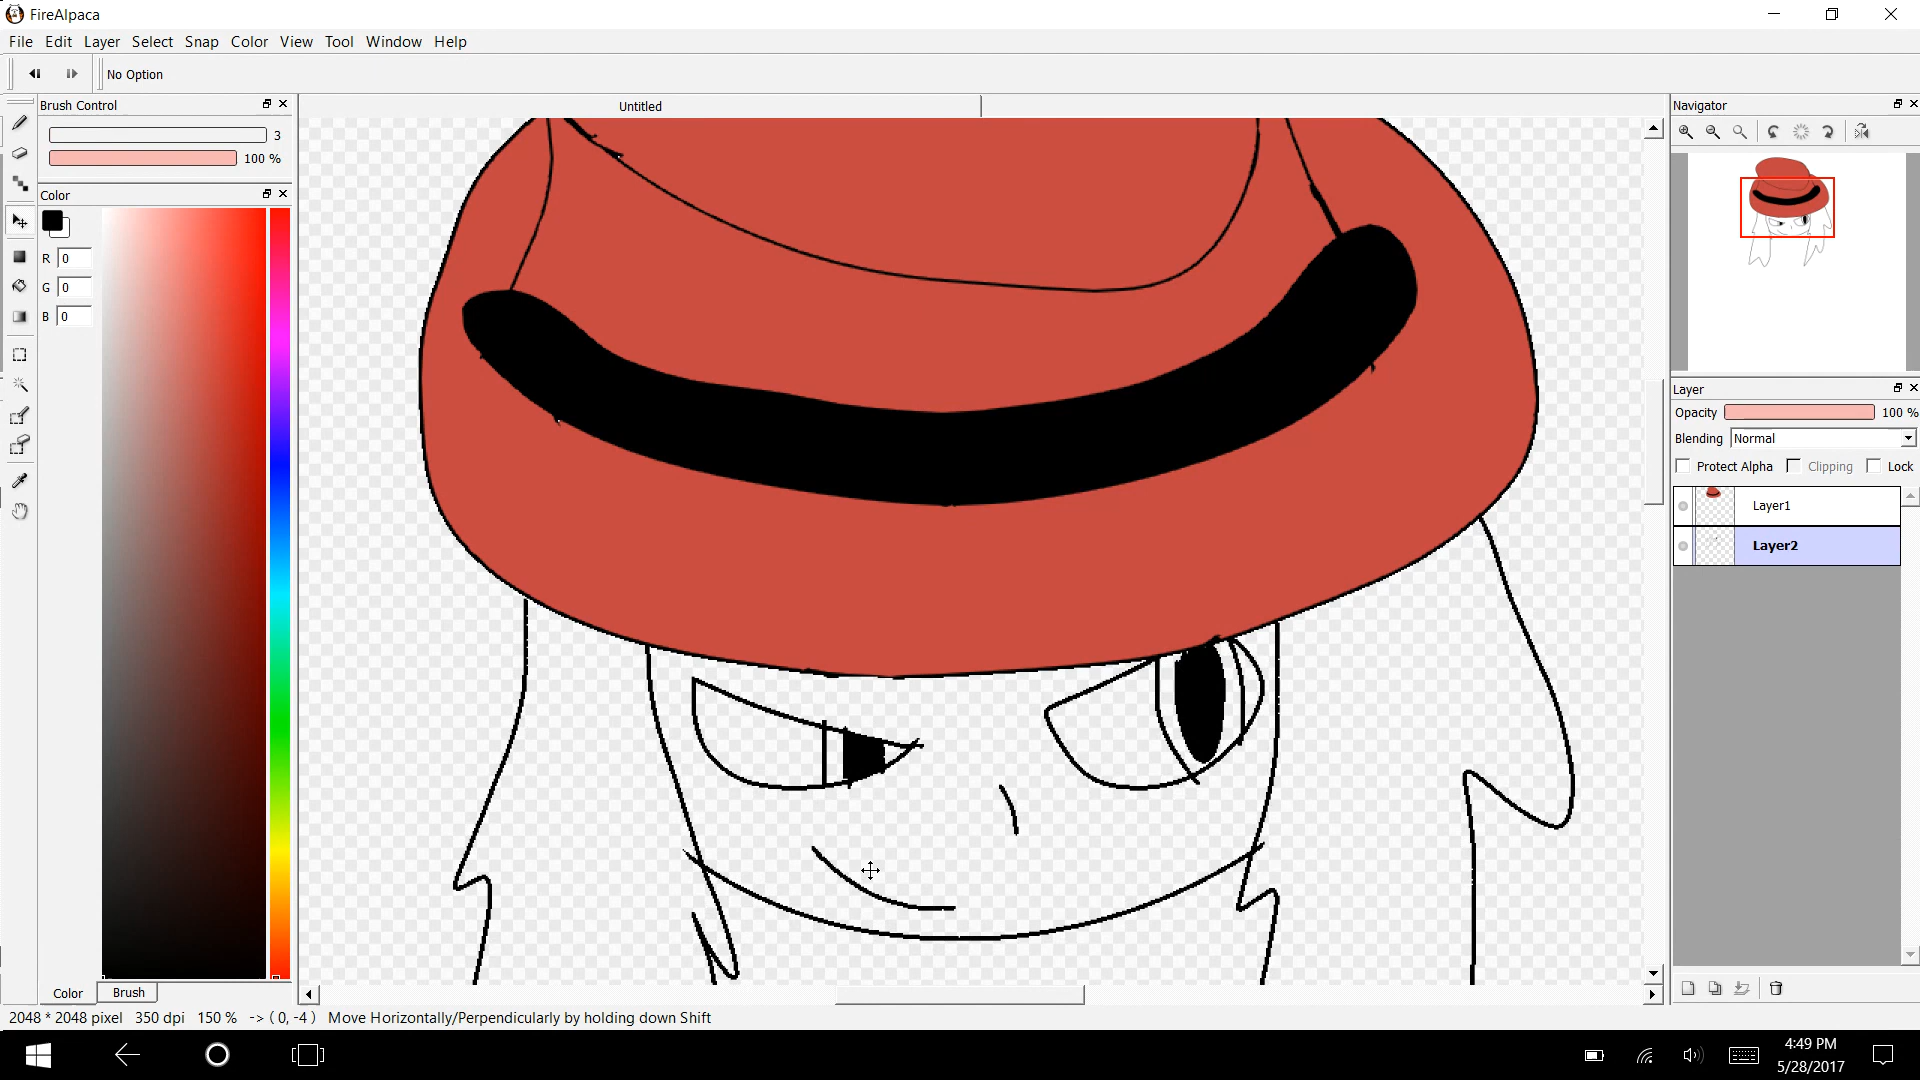 FireAlpaca
File Edit Layer Select Snap Color View Tool Window Help
No Option
Brush Control
3
100 %
Color
R 0
G 0
B 0
Color
Brush
Untitled
Navigator
Layer
Opacity 100 %
Blending Normal
Protect Alpha Clipping Lock
Layer1
Layer2
2048 * 2048 pixel 350 dpi 150 % -> ( 0, -4 ) Move Horizontally/Perpendicularly by holding down Shift
4:49 PM
5/28/2017